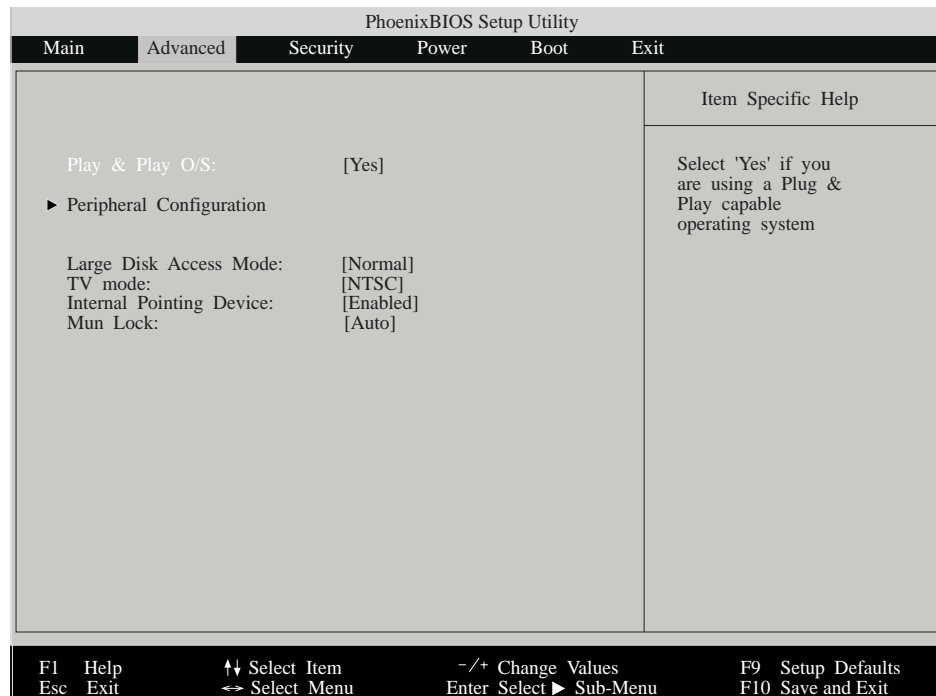 PhoenixBIOS Setup Utility
Main Advanced Security Power Boot Exit
Item Specific Help
Play & Play O/S: [Yes]
Select 'Yes' if you
are using a Plug &
Play capable
operating system
Peripheral Configuration
Large Disk Access Mode: [Normal]
TV mode: [NTSC]
Internal Pointing Device: [Enabled]
Mun Lock: [Auto]
F1 Help ↑↓ Select Item -/+ Change Values F9 Setup Defaults
Esc Exit ↔ Select Menu Enter Select ▶ Sub-Menu F10 Save and Exit